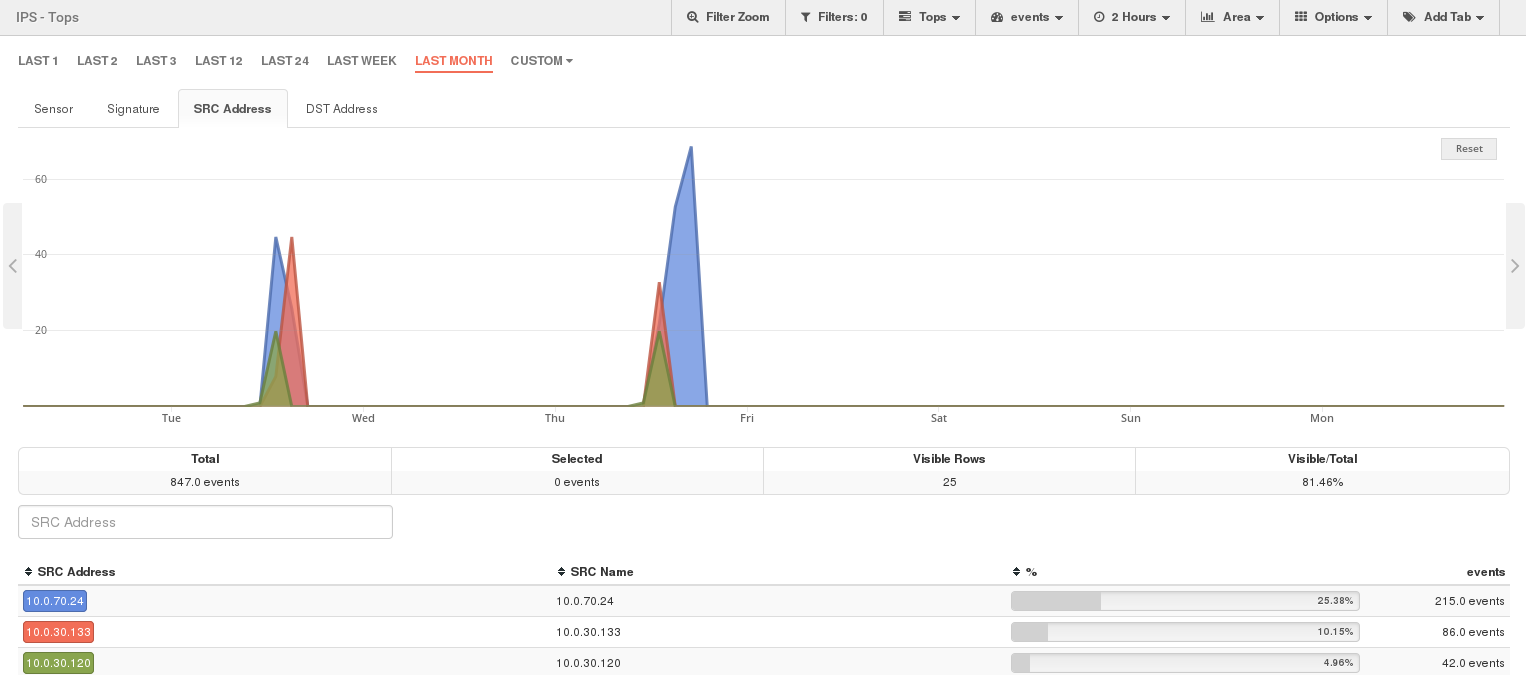 IPS - Tops Filter Zoom Filters: 0 Tops events 2 Hours Area Options Add Tab
LAST 1 LAST 2 LAST 3 LAST 12 LAST 24 LAST WEEK LAST MONTH CUSTOM
Sensor Signature SRC Address DST Address
Reset
60
40
20
Tue Wed Thu Fri Sat Sun Mon
Total Selected Visible Rows Visible/Total
847.0 events 0 events 25 81.46%
SRC Address
SRC Address SRC Name % events
10.0.70.24 10.0.70.24 25.38% 215.0 events
10.0.30.133 10.0.30.133 10.15% 86.0 events
10.0.30.120 10.0.30.120 4.96% 42.0 events